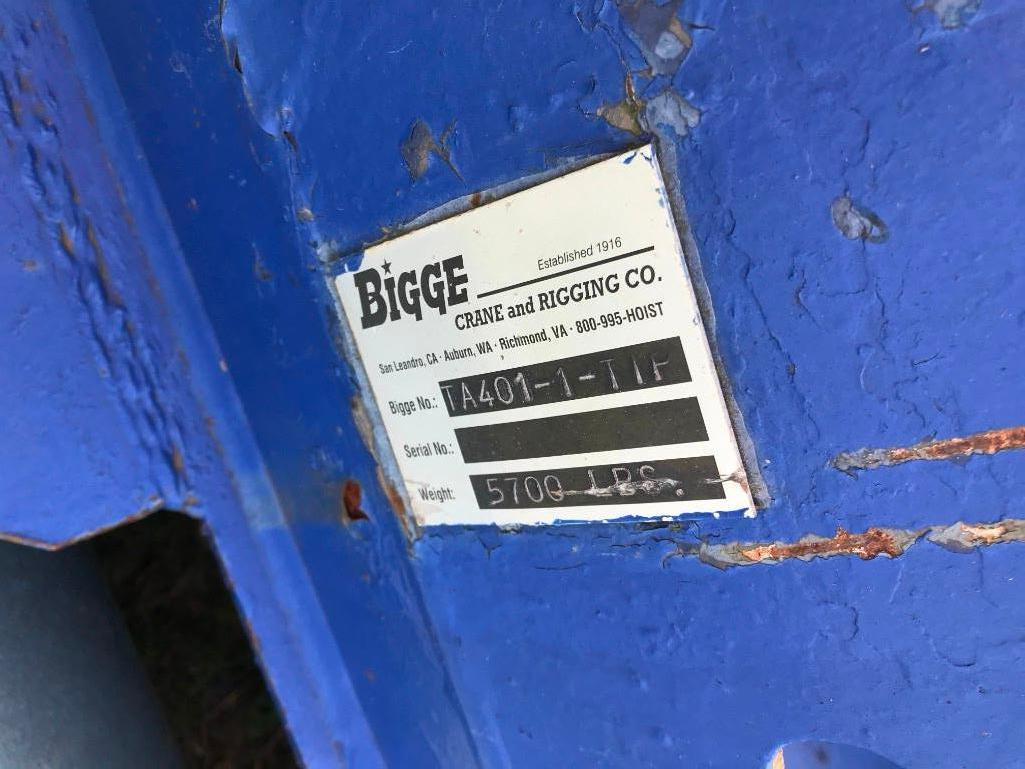 BIGGE
Established 1916
CRANE and RIGGING CO.
San Leandro, CA · Auburn, WA · Richmond, VA · 800-995-HOIST
Bigge No.: TA401-1-TIP
Serial No.:
Weight: 5700 LBS.